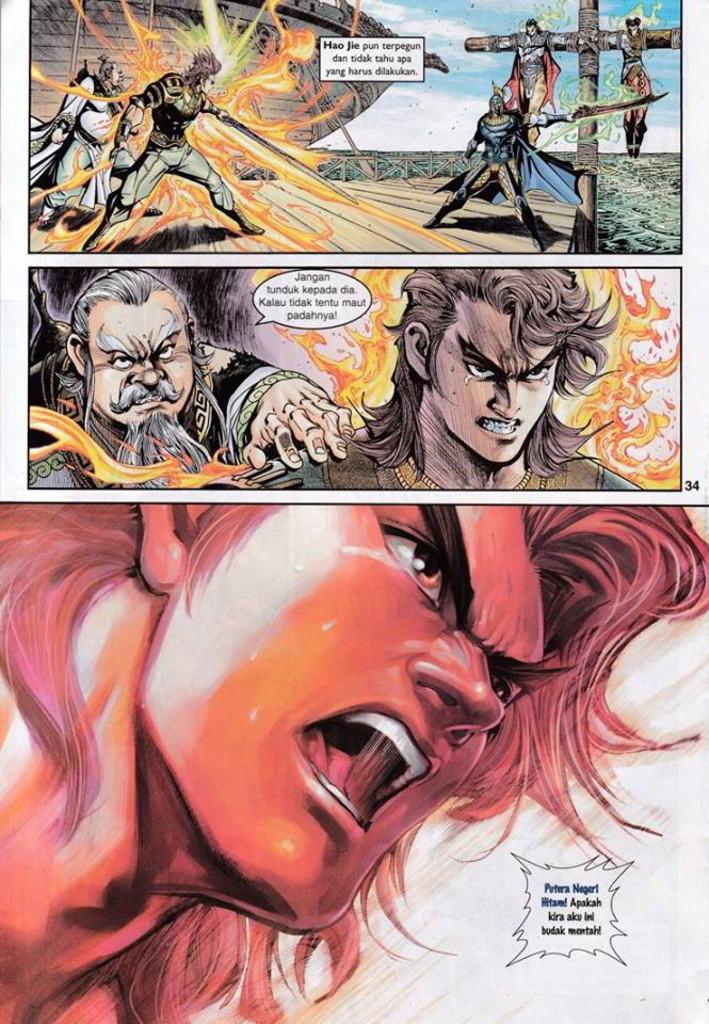 Hao Jie pun terpegun
dan tidak tahu apa
yang harus dilakukan.
Jangan
tunduk kepada dia.
Kalau tidak tentu maut
padahnya!
34
Putera Negeri
Hitam! Apakah
kira aku ini
budak mentah!